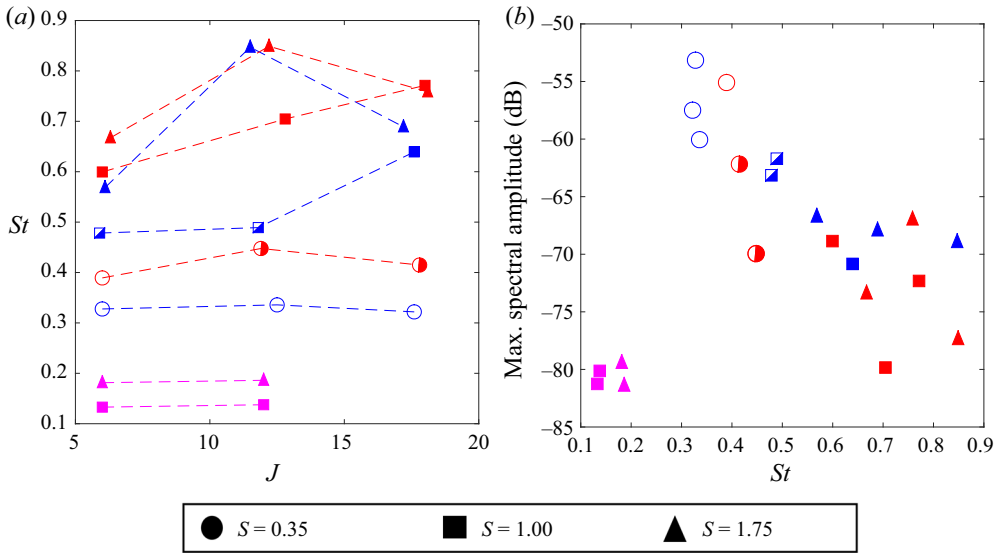 (a)
0.9
0.8
0.7
0.6
St
0.5
0.4
0.3
0.2
0.1
5 10 15 20
J
(b)
−50
−55
−60
−65
−70
−75
−80
−85
Max. spectral amplitude (dB)
0.1 0.2 0.3 0.4 0.5 0.6 0.7 0.8 0.9
St
S = 0.35 S = 1.00 S = 1.75